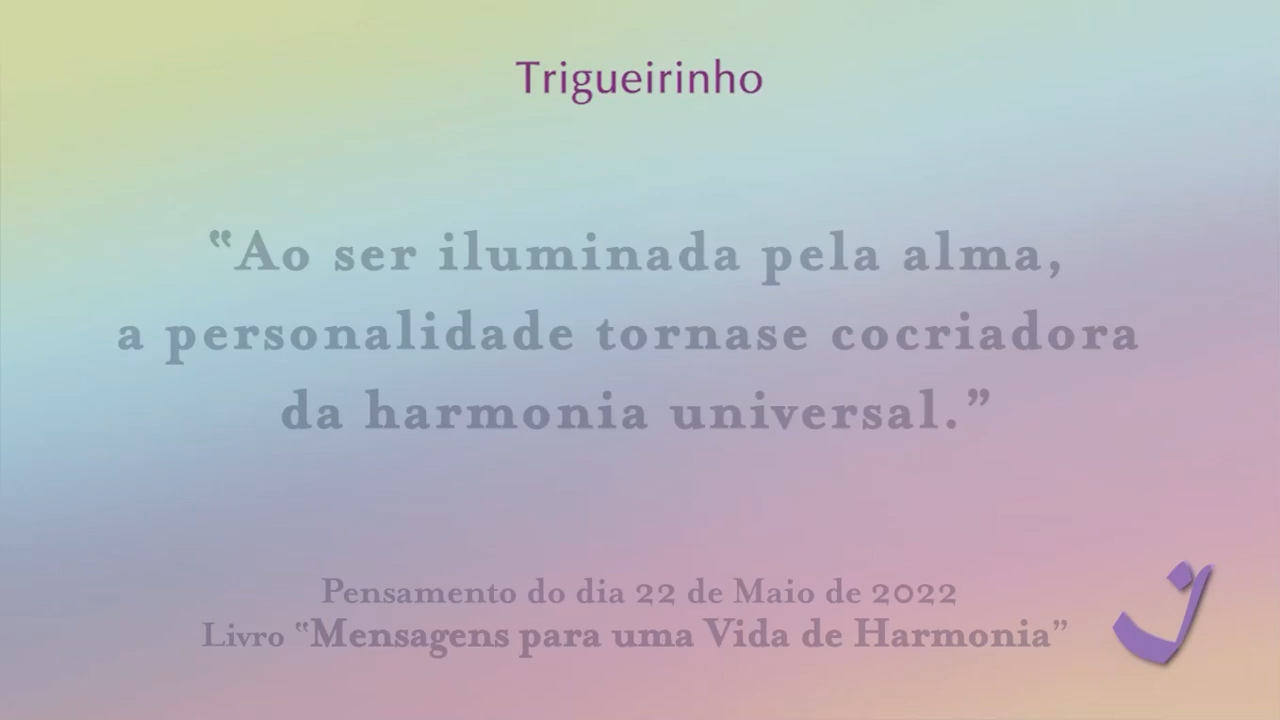 Trigueirinho
“Ao ser iluminada pela alma,
a personalidade tornase cocriadora
da harmonia universal.”
Pensamento do dia 22 de Maio de 2022
Livro “Mensagens para uma Vida de Harmonia”